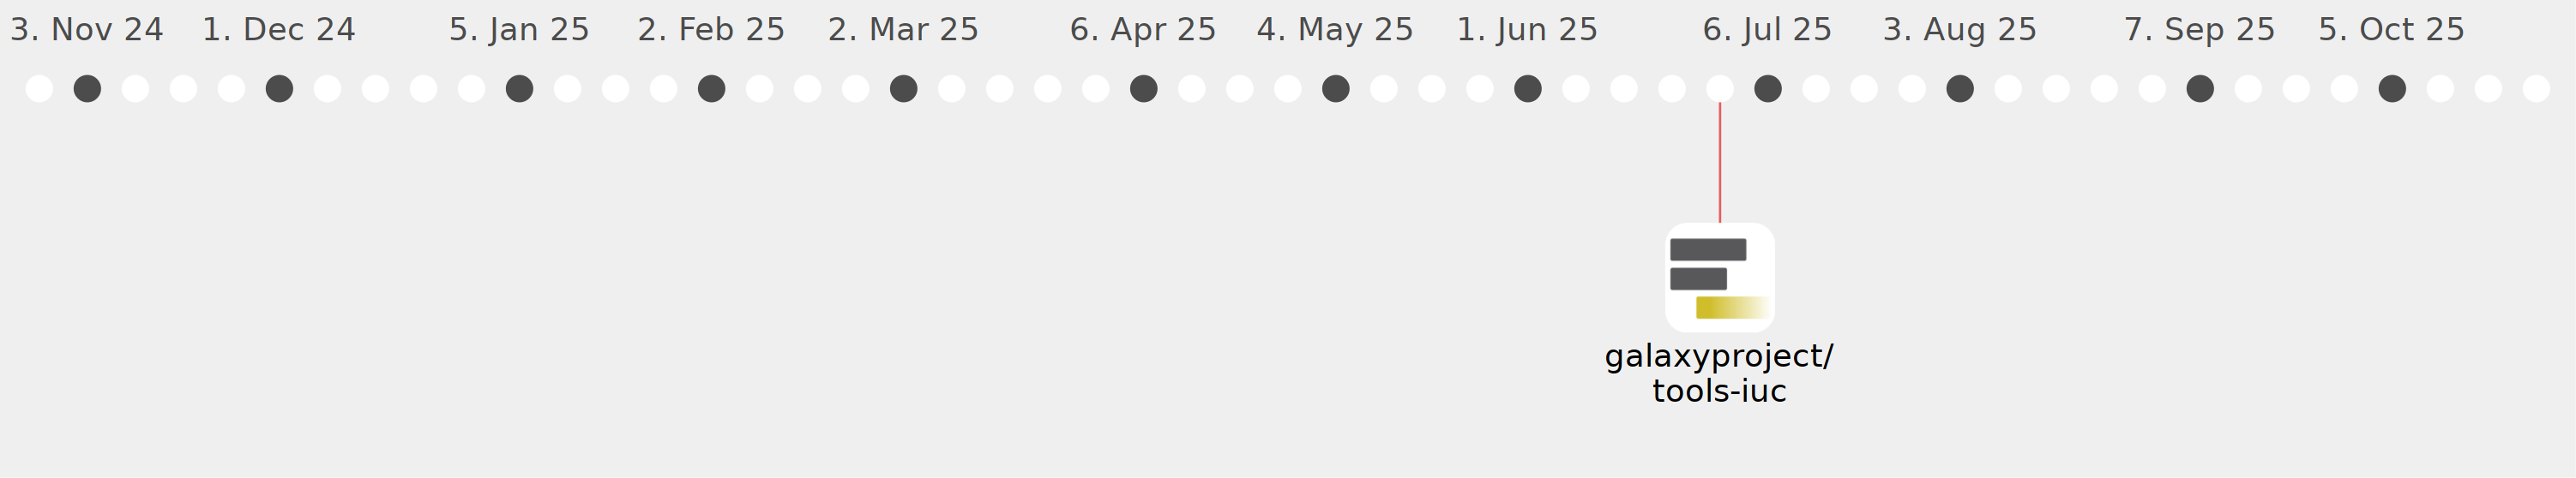 3. Nov 24 1. Dec 24 5. Jan 25 2. Feb 25 2. Mar 25 6. Apr 25 4. May 25 1. Jun 25 6. Jul 25 3. Aug 25 7. Sep 25 5. Oct 25
galaxyproject/
tools-iuc